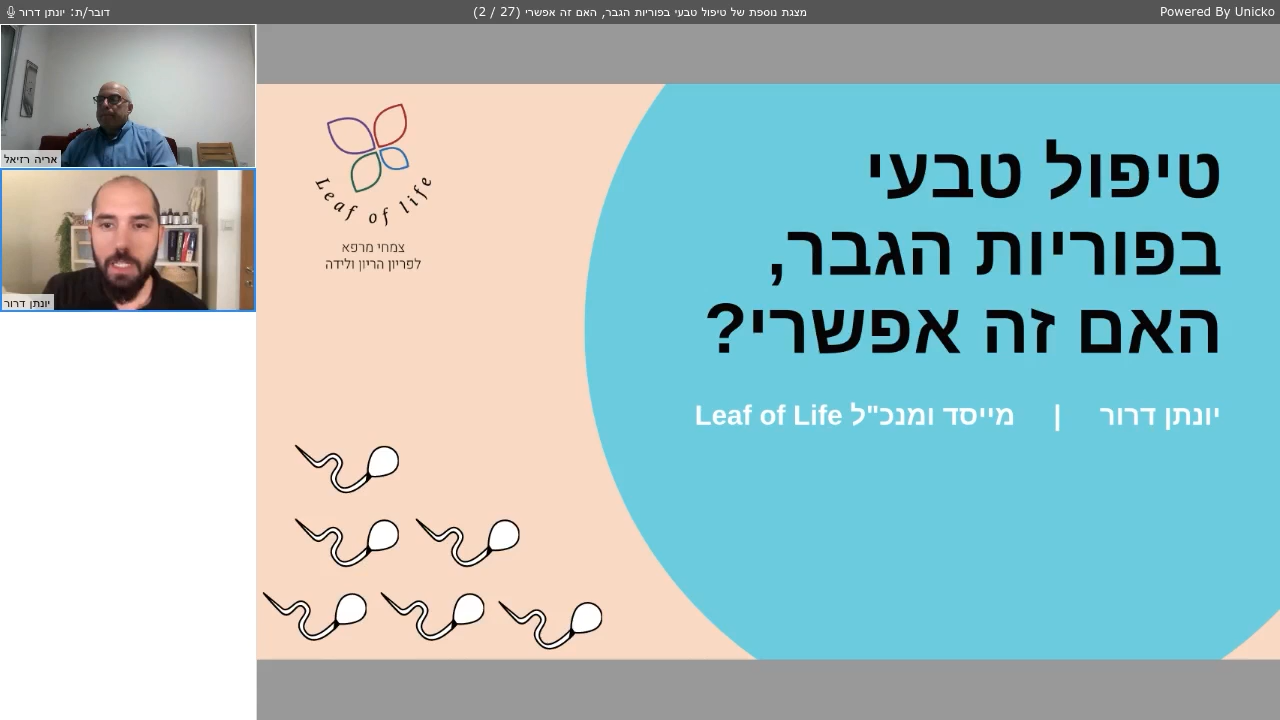 דובר/ת: יונתן דרור
מצגת נוספת של טיפול טבעי בפוריות הגבר, האם זה אפשרי (27 / 2)
Powered By Unicko
אריה רזיאל
יונתן דרור
Leaf of life
צמחי מרפא
לפריון הריון ולידה
טיפול טבעי
בפוריות הגבר,
האם זה אפשרי?
יונתן דרור | מייסד ומנכ"ל Leaf of Life